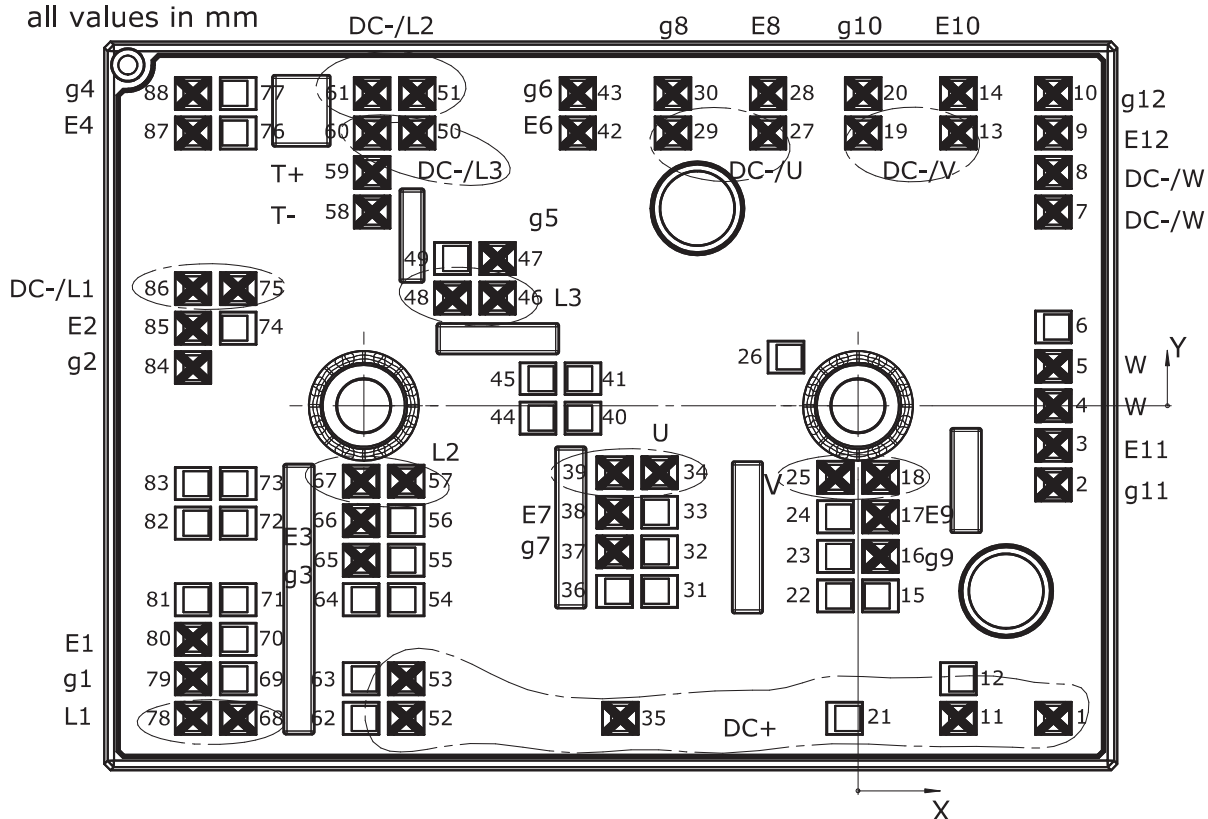 all values in mm
DC-/L2 g8 E8 g10 E10
g4 88 77 61 51 g6 43 30 28 20 14 10 g12
E4 87 76 60 50 E6 42 29 27 19 13 9 E12
T+ 59 DC-/L3 DC-/U DC-/V 8 DC-/W
T- 58 g5 7 DC-/W
49 47
DC-/L1 86 75 48 46 L3
E2 85 74 6
g2 84 26 5 W Y
45 41
44 40 4 W
U 3 E11
L2 39 34
83 73 67 57 V 25 18 2 g11
82 72 E3 66 56 E7 38 33 24 17 E9
g3 65 55 g7 37 32 23 16 g9
81 71 64 54 36 31 22 15
E1 80 70
g1 79 69 63 53 12
L1 78 68 62 52 35 DC+ 21 11 1
X